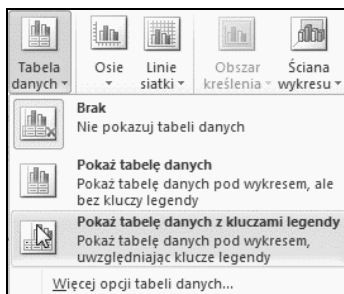 Tabela danych
Osie
Linie siatki
Obszar kreślenia
Ściana wykresu
Brak
Nie pokazuj tabeli danych
Pokaż tabelę danych
Pokaż tabelę danych pod wykresem, ale
bez kluczy legendy
Pokaż tabelę danych z kluczami legendy
Pokaż tabelę danych pod wykresem,
uwzględniając klucze legendy
Więcej opcji tabeli danych...